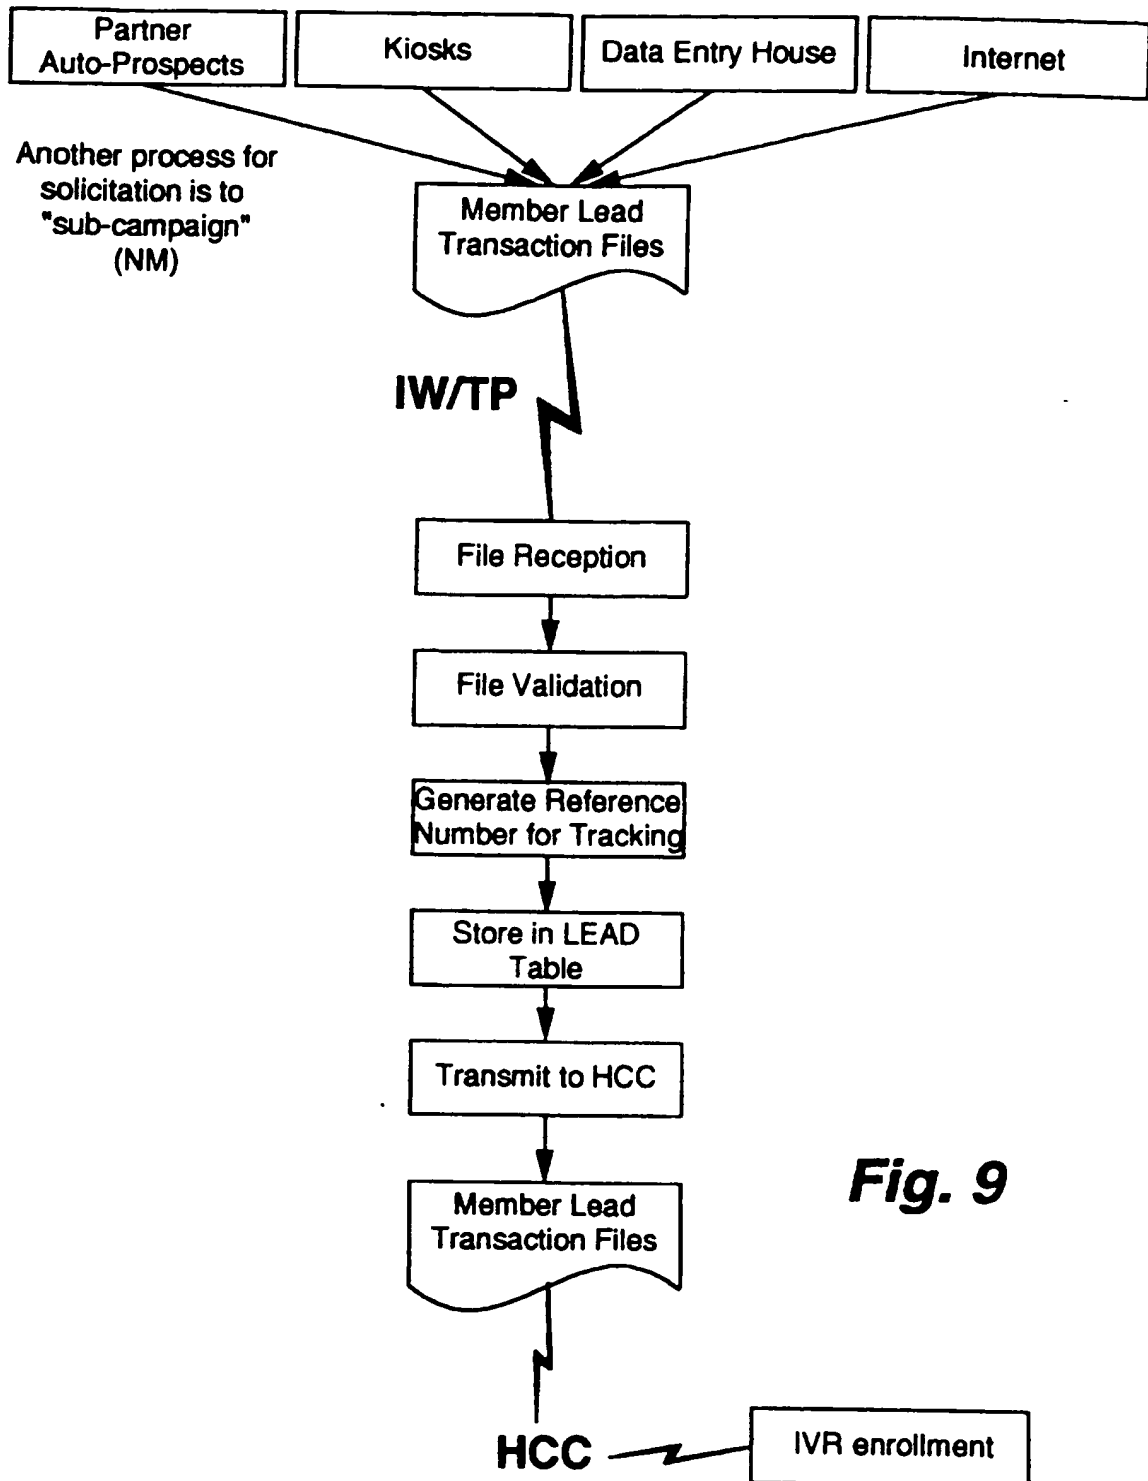 Partner
Auto-Prospects
Kiosks
Data Entry House
Internet
Another process for
solicitation is to
"sub-campaign"
(NM)
Member Lead
Transaction Files
IW/TP
File Reception
File Validation
Generate Reference
Number for Tracking
Store in LEAD
Table
Transmit to HCC
Member Lead
Transaction Files
Fig. 9
HCC
IVR enrollment